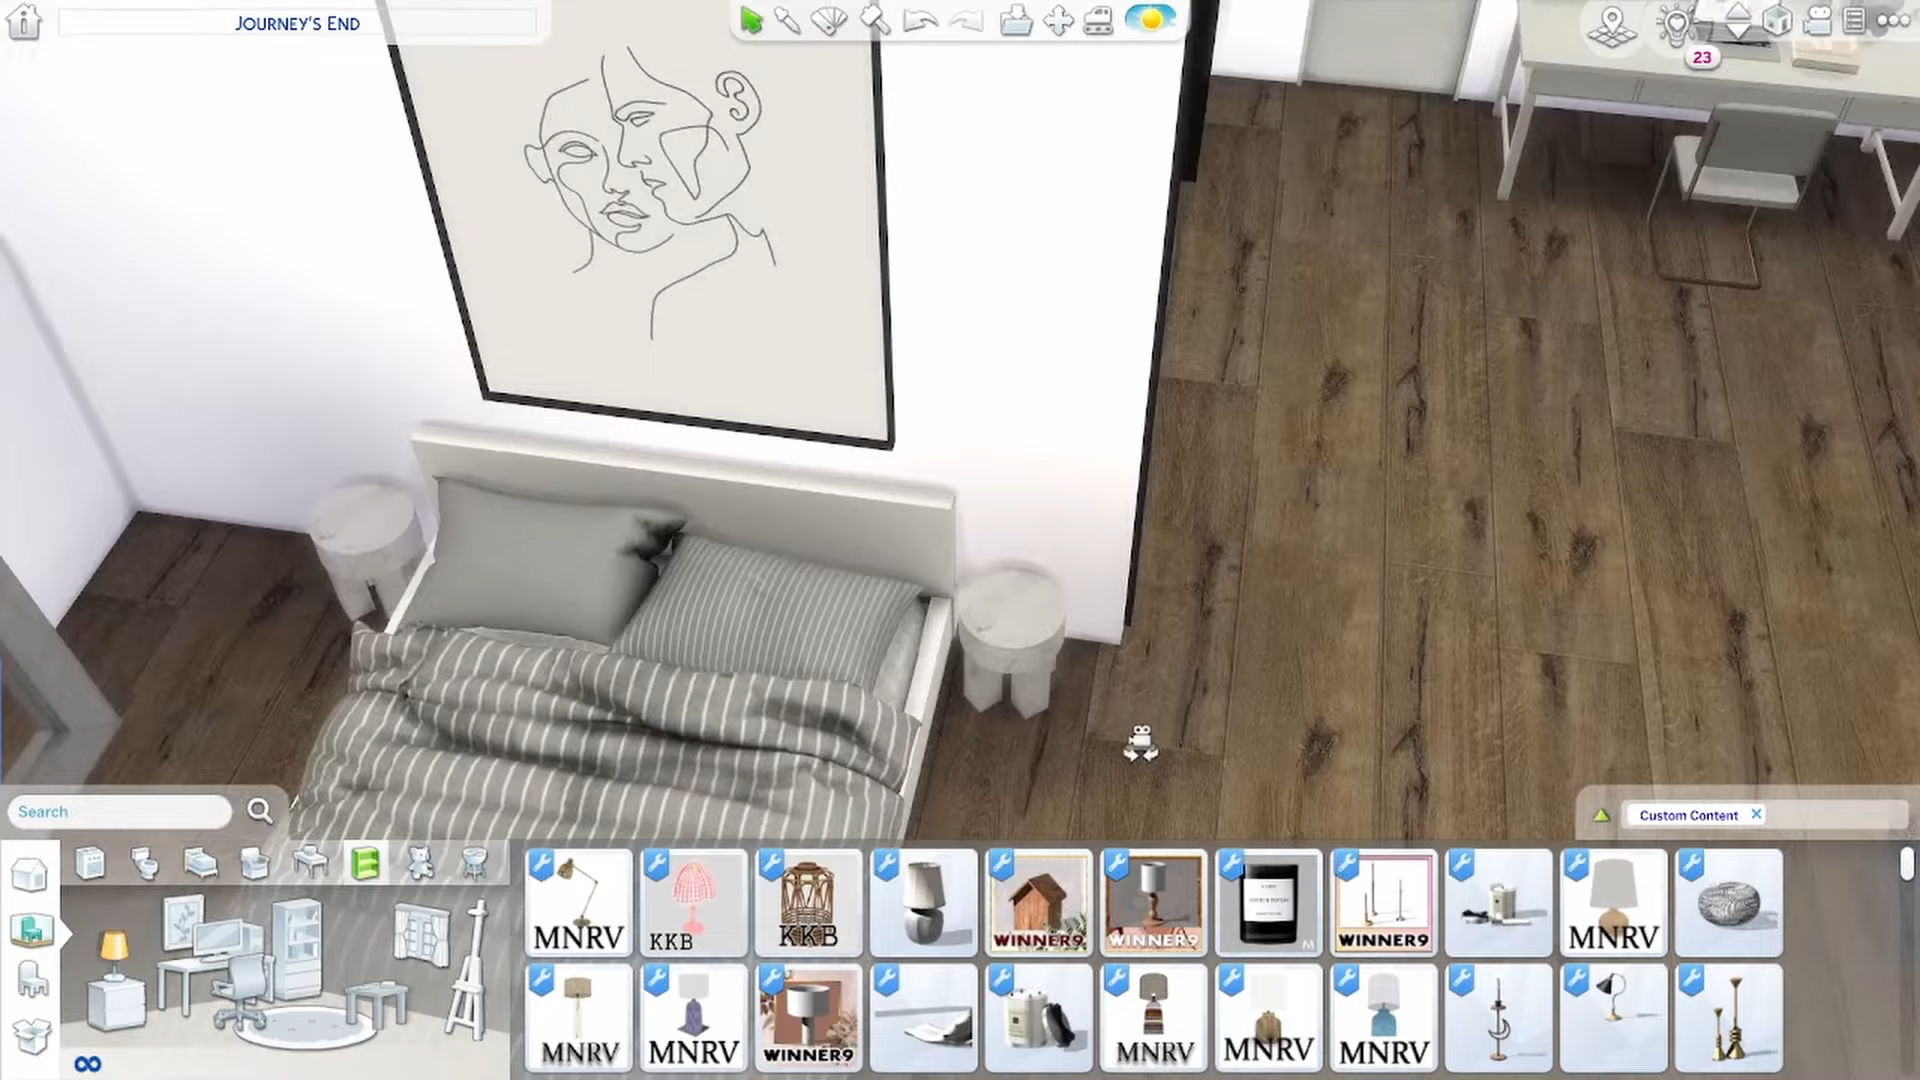 JOURNEY'S END
23
Search
Custom Content
MNRV
KKB
KKB
WINNER9
WINNER9
M
WINNER9
MNRV
MNRV
MNRV
WINNER9
MNRV
MNRV
MNRV